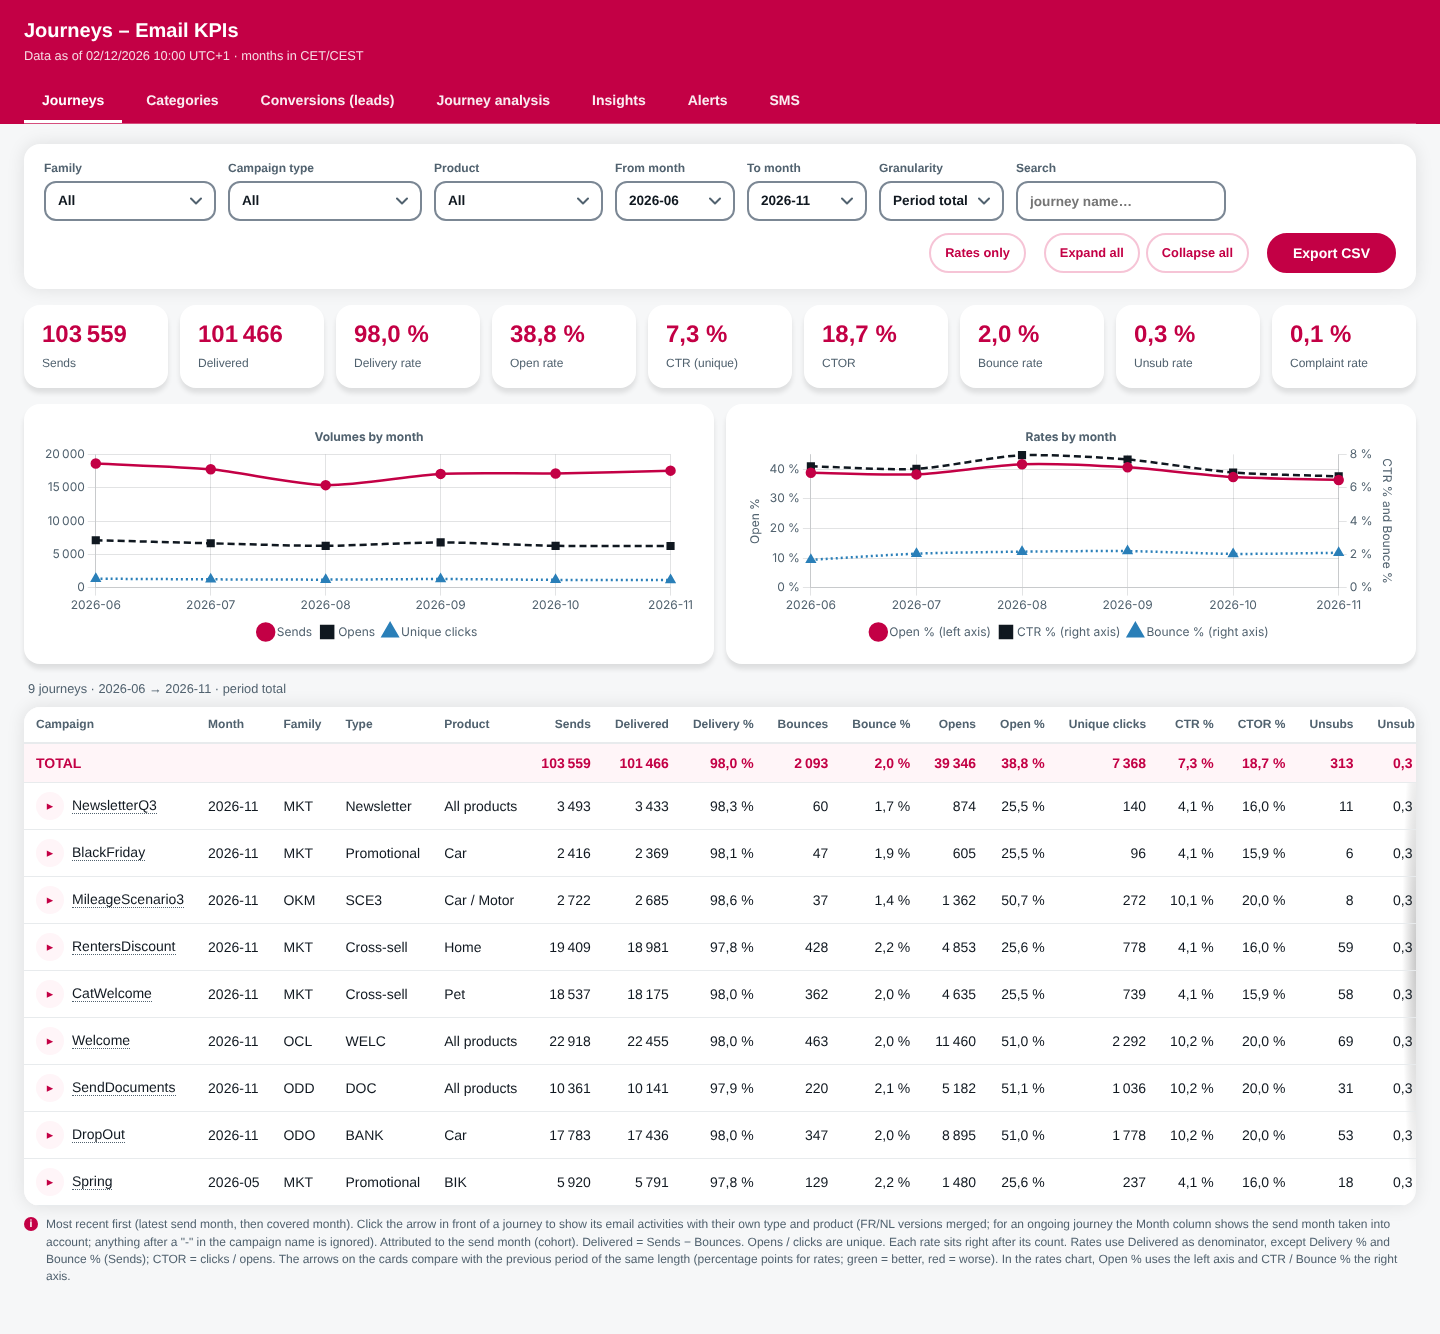 Journeys – Email KPIs
Data as of 02/12/2026 10:00 UTC+1 · months in CET/CEST
Journeys Categories Conversions (leads) Journey analysis Insights Alerts SMS
Family Campaign type Product From month To month Granularity Search
All All All 2026-06 2026-11 Period total journey name…
Rates only Expand all Collapse all Export CSV
103 559 101 466 98,0 % 38,8 % 7,3 % 18,7 % 2,0 % 0,3 % 0,1 %
Sends Delivered Delivery rate Open rate CTR (unique) CTOR Bounce rate Unsub rate Complaint rate
Volumes by month
20 000
15 000
10 000
5 000
0
2026-06 2026-07 2026-08 2026-09 2026-10 2026-11
Sends Opens Unique clicks
Rates by month
Open %
40 %
30 %
20 %
10 %
0 %
8 %
6 %
4 %
2 %
0 %
CTR % and Bounce %
2026-06 2026-07 2026-08 2026-09 2026-10 2026-11
Open % (left axis) CTR % (right axis) Bounce % (right axis)
9 journeys · 2026-06 → 2026-11 · period total
Campaign Month Family Type Product Sends Delivered Delivery % Bounces Bounce % Opens Open % Unique clicks CTR % CTOR % Unsubs Unsub
TOTAL 103 559 101 466 98,0 % 2 093 2,0 % 39 346 38,8 % 7 368 7,3 % 18,7 % 313 0,3
NewsletterQ3 2026-11 MKT Newsletter All products 3 493 3 433 98,3 % 60 1,7 % 874 25,5 % 140 4,1 % 16,0 % 11 0,3
BlackFriday 2026-11 MKT Promotional Car 2 416 2 369 98,1 % 47 1,9 % 605 25,5 % 96 4,1 % 15,9 % 6 0,3
MileageScenario3 2026-11 OKM SCE3 Car / Motor 2 722 2 685 98,6 % 37 1,4 % 1 362 50,7 % 272 10,1 % 20,0 % 8 0,3
RentersDiscount 2026-11 MKT Cross-sell Home 19 409 18 981 97,8 % 428 2,2 % 4 853 25,6 % 778 4,1 % 16,0 % 59 0,3
CatWelcome 2026-11 MKT Cross-sell Pet 18 537 18 175 98,0 % 362 2,0 % 4 635 25,5 % 739 4,1 % 15,9 % 58 0,3
Welcome 2026-11 OCL WELC All products 22 918 22 455 98,0 % 463 2,0 % 11 460 51,0 % 2 292 10,2 % 20,0 % 69 0,3
SendDocuments 2026-11 ODD DOC All products 10 361 10 141 97,9 % 220 2,1 % 5 182 51,1 % 1 036 10,2 % 20,0 % 31 0,3
DropOut 2026-11 ODO BANK Car 17 783 17 436 98,0 % 347 2,0 % 8 895 51,0 % 1 778 10,2 % 20,0 % 53 0,3
Spring 2026-05 MKT Promotional BIK 5 920 5 791 97,8 % 129 2,2 % 1 480 25,6 % 237 4,1 % 16,0 % 18 0,3
i Most recent first (latest send month, then covered month). Click the arrow in front of a journey to show its email activities with their own type and product (FR/NL versions merged; for an ongoing journey the Month column shows the send month taken into
account; anything after a "-" in the campaign name is ignored). Attributed to the send month (cohort). Delivered = Sends − Bounces. Opens / clicks are unique. Each rate sits right after its count. Rates use Delivered as denominator, except Delivery % and
Bounce % (Sends); CTOR = clicks / opens. The arrows on the cards compare with the previous period of the same length (percentage points for rates; green = better, red = worse). In the rates chart, Open % uses the left axis and CTR / Bounce % the right
axis.